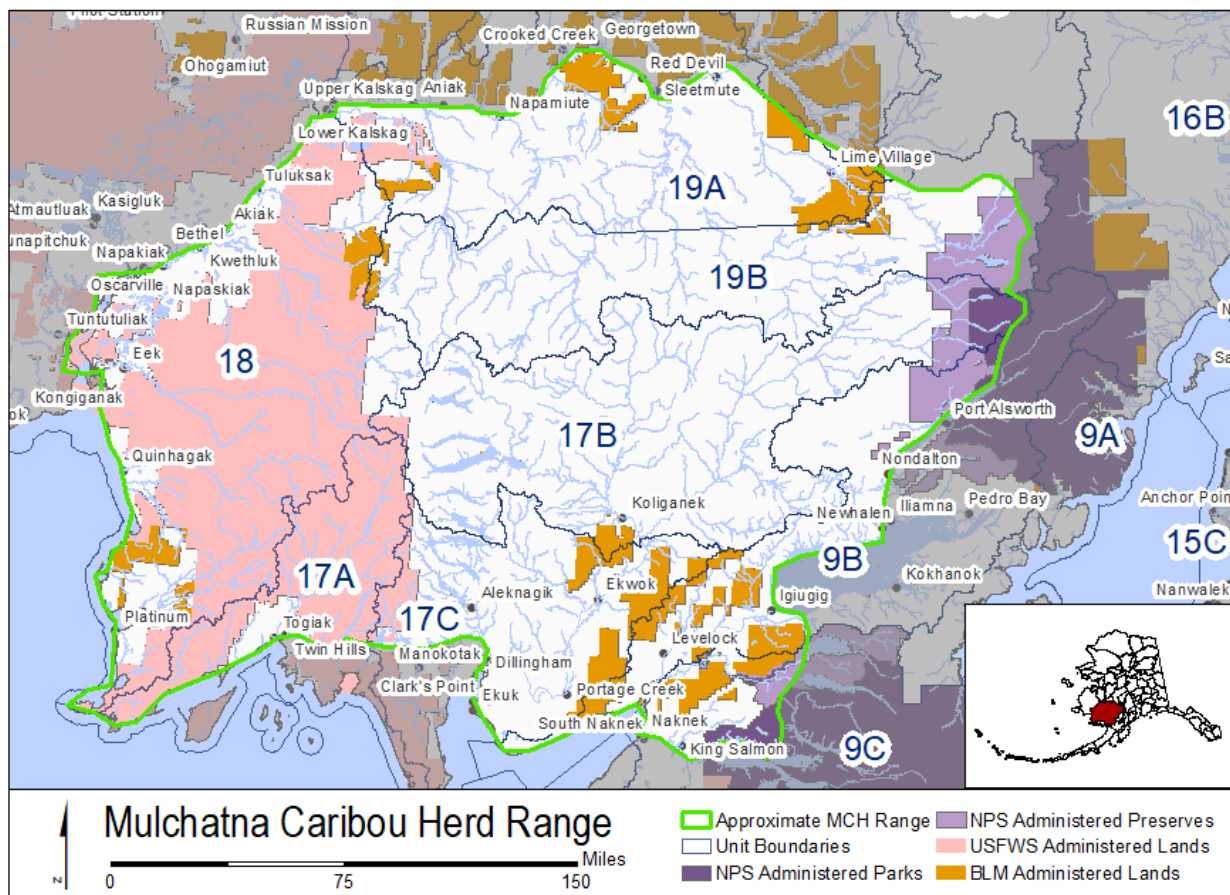 Russian Mission
Crooked Creek
Georgetown
Ohogamiut
Red Devil
Upper Kalskag
Aniak
Sleetmute
Napamiute
16B
Lower Kalskag
Lime Village
Tuluksak
19A
Atmautluak
Kasigluk
Akiak
Bethel
Napakiak
Kwethluk
19B
Oscarville
Napaskiak
Tuntutuliak
Eek
18
Kongiganak
Port Alsworth
17B
9A
Quinhagak
Nondalton
Koliganek
Pedro Bay
Anchor Poin
Newhalen
Iliamna
9B
15C
17A
Ekwok
Kokhanok
Nanwalek
Aleknagik
Igiugig
Platinum
Togiak
17C
Levelock
Twin Hills
Manokotak
Dillingham
Clark's Point
Ekuk
Portage Creek
South Naknek
Naknek
King Salmon
9C
Mulchatna Caribou Herd Range
Miles
0 75 150
z
Approximate MCH Range
Unit Boundaries
NPS Administered Parks
NPS Administered Preserves
USFWS Administered Lands
BLM Administered Lands